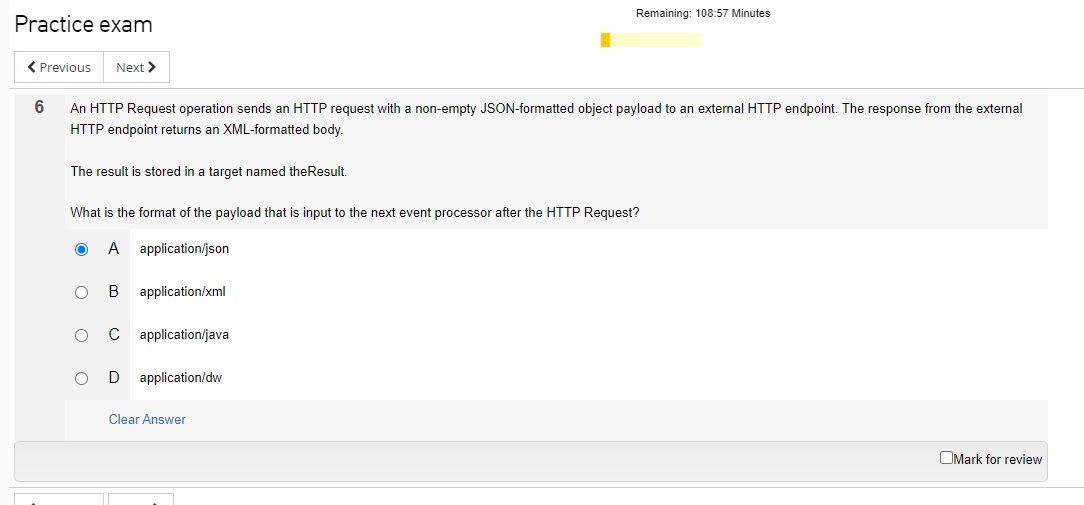 Practice exam
Remaining: 108:57 Minutes
Previous
Next
6
An HTTP Request operation sends an HTTP request with a non-empty JSON-formatted object payload to an external HTTP endpoint. The response from the external
HTTP endpoint returns an XML-formatted body.
The result is stored in a target named theResult.
What is the format of the payload that is input to the next event processor after the HTTP Request?
A application/json
B application/xml
C application/java
D application/dw
Clear Answer
Mark for review